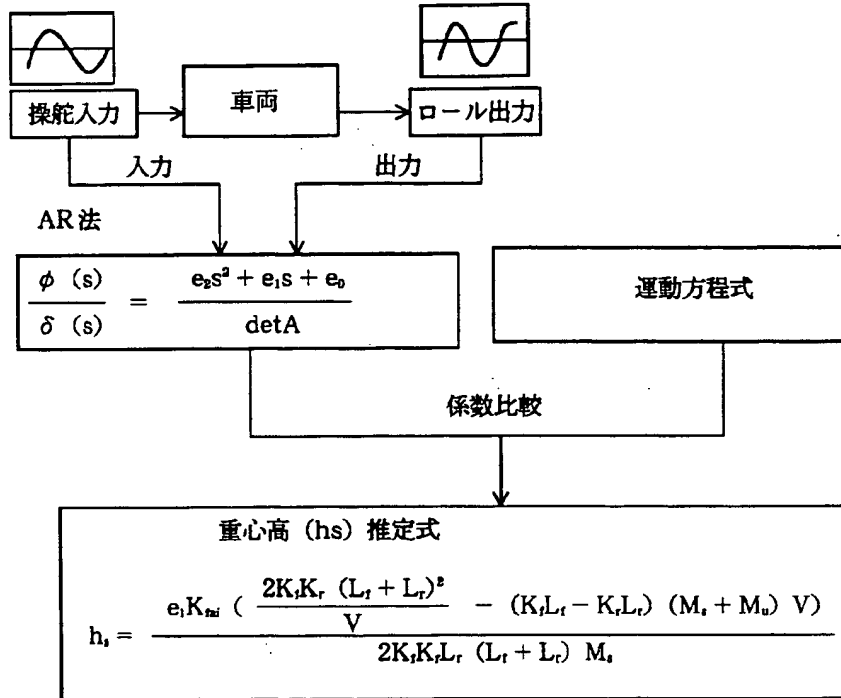 操舵入力
車両
ロール出力
入力
出力
AR法
φ (s) / δ (s) = e₂s² + e₁s + e₀ / detA
運動方程式
係数比較
重心高 (hs) 推定式
hₛ = e₁K_fai ( 2K_fK_r (L_f + L_r)² / V − (K_fL_f − K_rL_r) (Mₛ + Mᵤ) V) / 2K_fK_rL_r (L_f + L_r) Mₛ